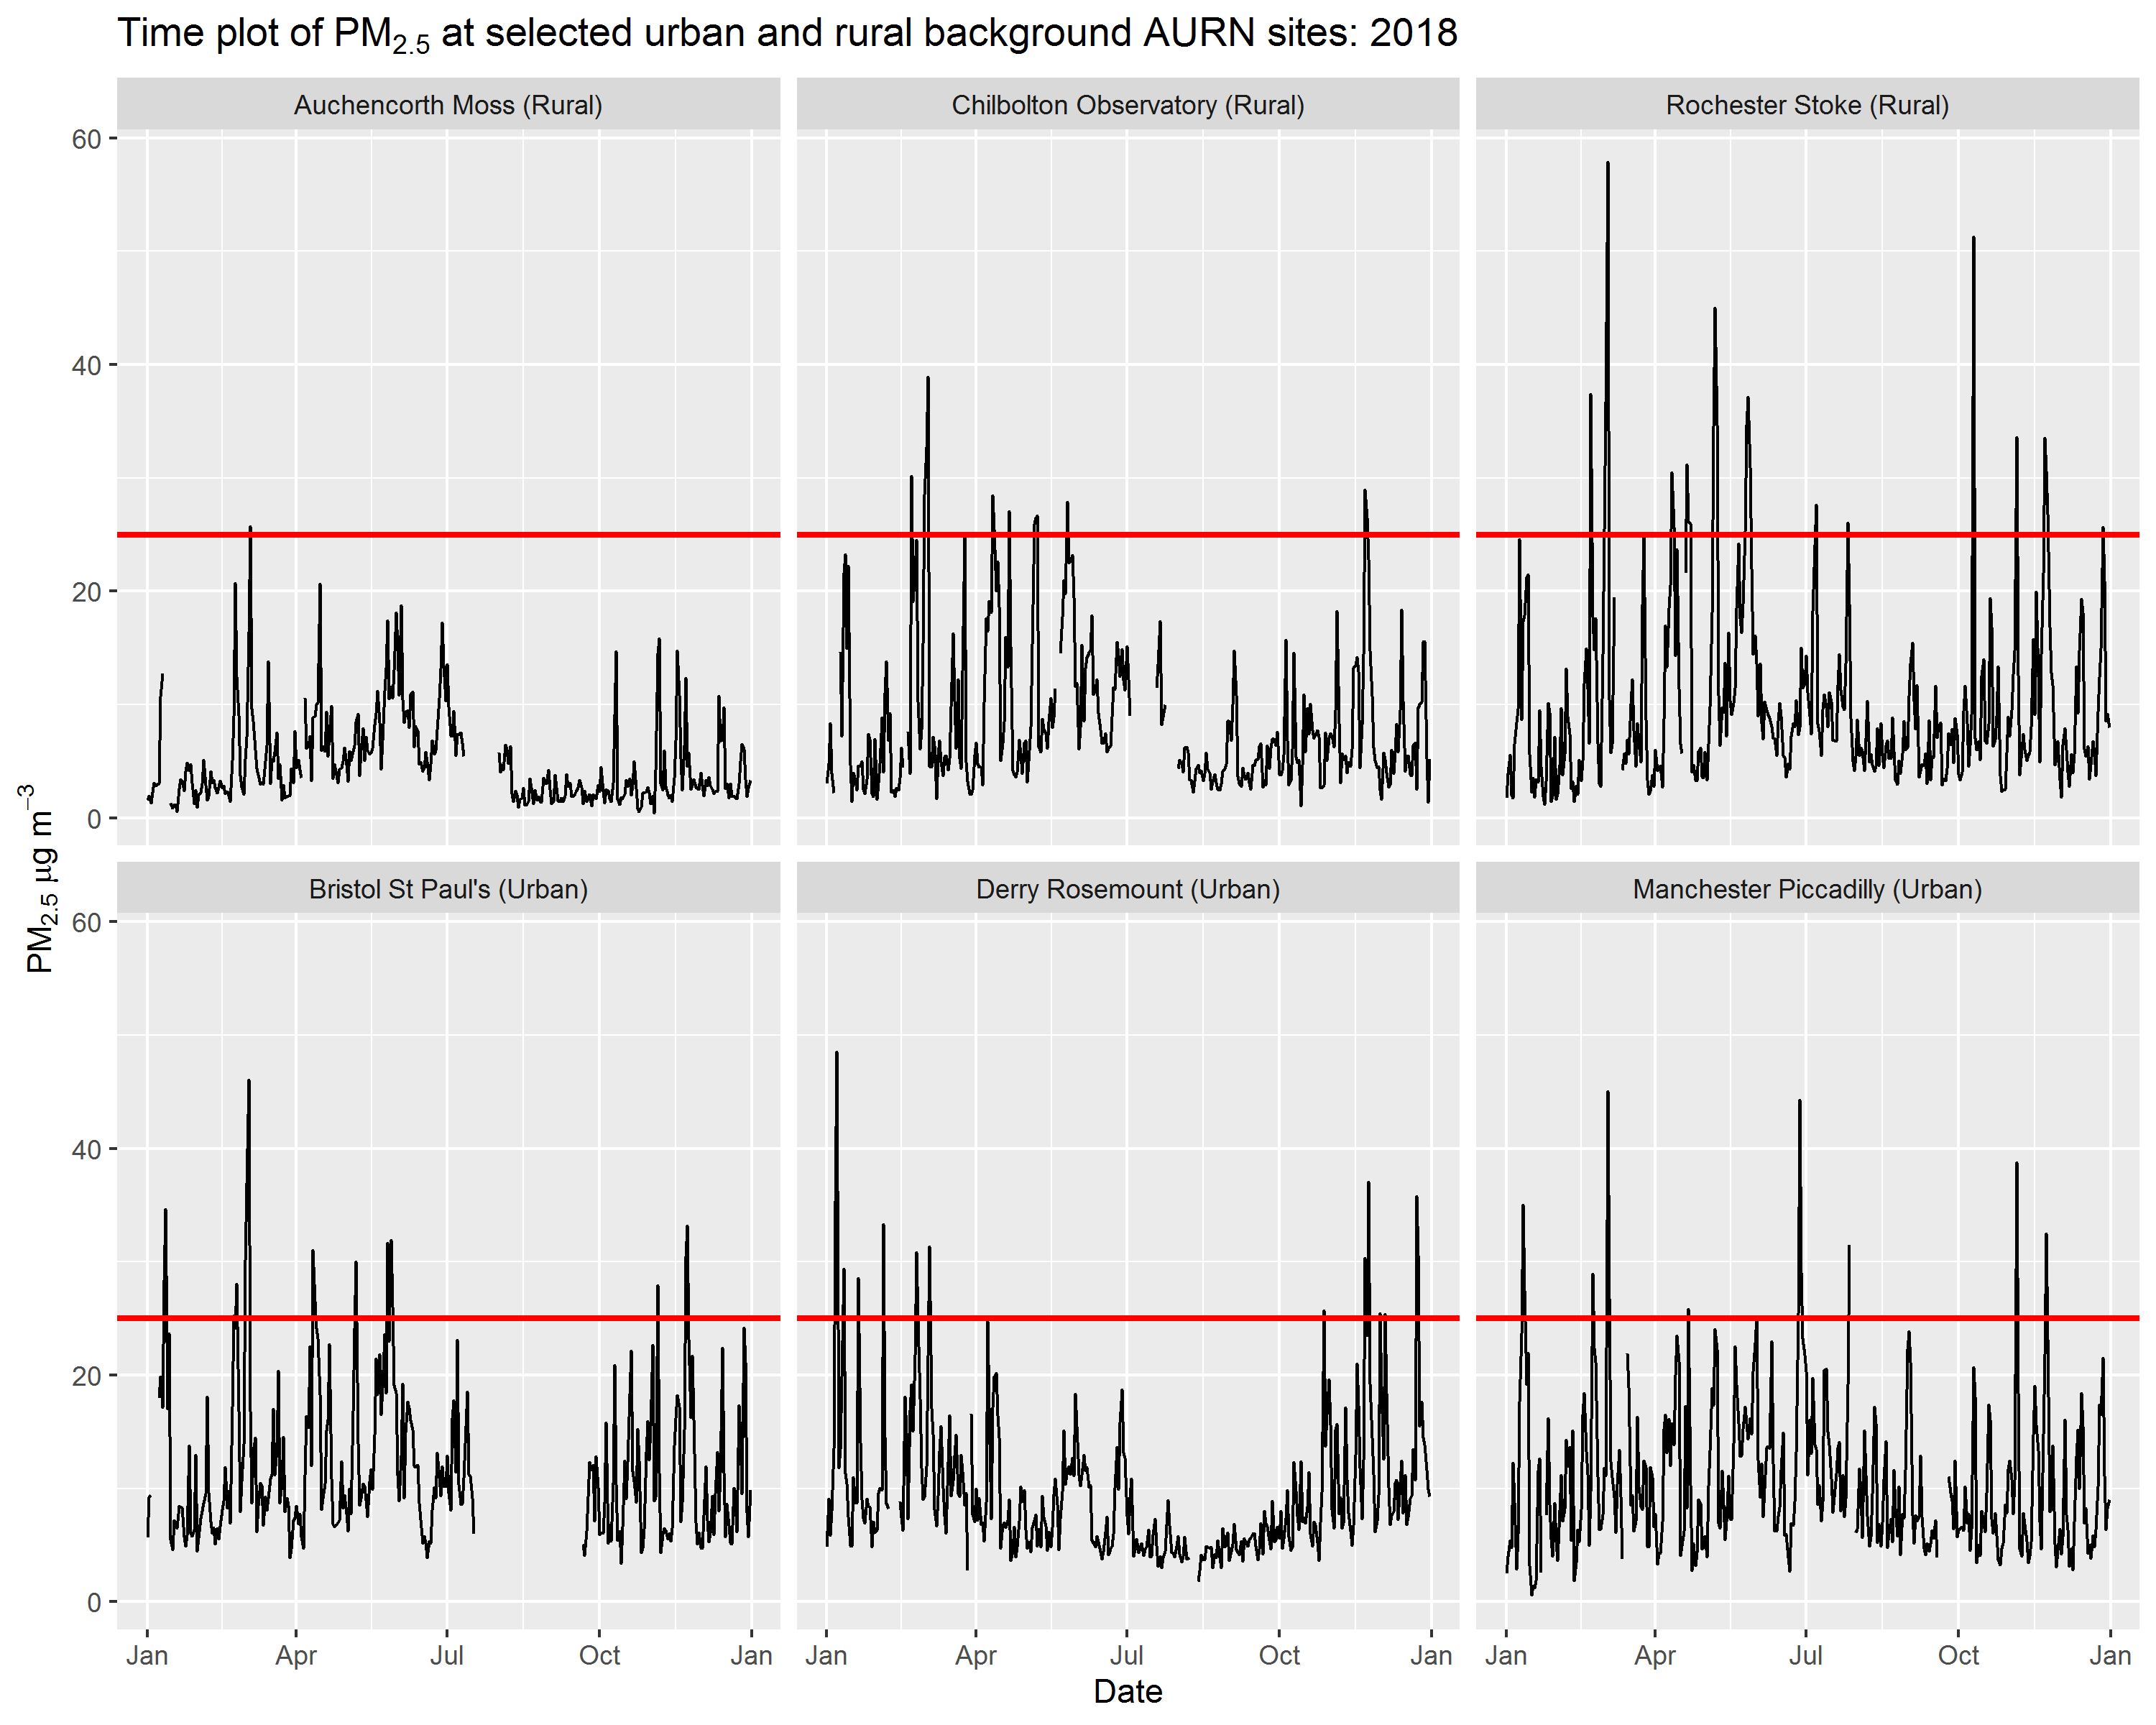 Time plot of PM₂.₅ at selected urban and rural background AURN sites: 2018
Auchencorth Moss (Rural)
Chilbolton Observatory (Rural)
Rochester Stoke (Rural)
60
40
20
0
PM₂.₅ µg m⁻³
Bristol St Paul's (Urban)
Derry Rosemount (Urban)
Manchester Piccadilly (Urban)
60
40
20
0
Jan Apr Jul Oct Jan
Jan Apr Jul Oct Jan
Jan Apr Jul Oct Jan
Date